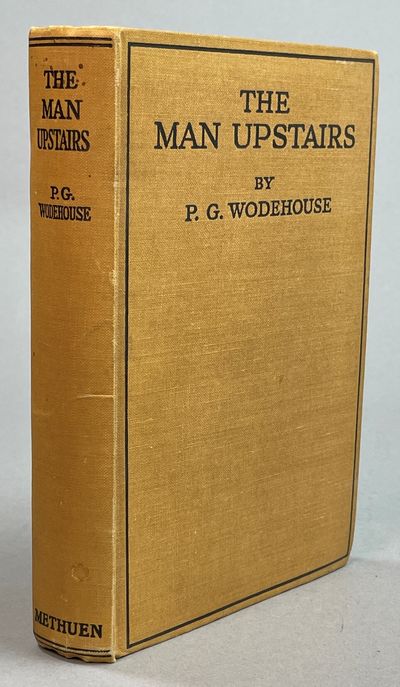 THE
MAN
UPSTAIRS
P. G.
WODEHOUSE
METHUEN
THE
MAN UPSTAIRS
BY
P. G. WODEHOUSE